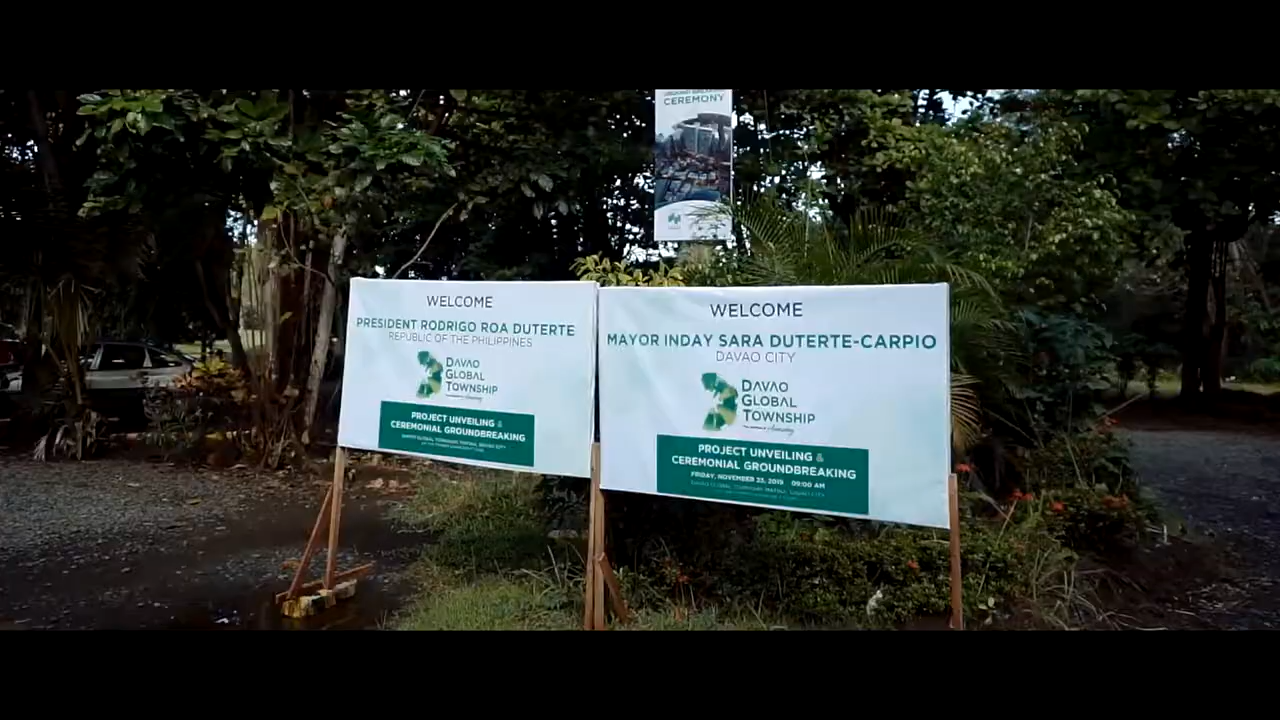 CEREMONY
WELCOME
PRESIDENT RODRIGO ROA DUTERTE
REPUBLIC OF THE PHILIPPINES
DAVAO
GLOBAL
TOWNSHIP
PROJECT UNVEILING &
CEREMONIAL GROUNDBREAKING
WELCOME
MAYOR INDAY SARA DUTERTE-CARPIO
DAVAO CITY
DAVAO
GLOBAL
TOWNSHIP
PROJECT UNVEILING &
CEREMONIAL GROUNDBREAKING
FRIDAY, NOVEMBER 23, 2019 09:00 AM